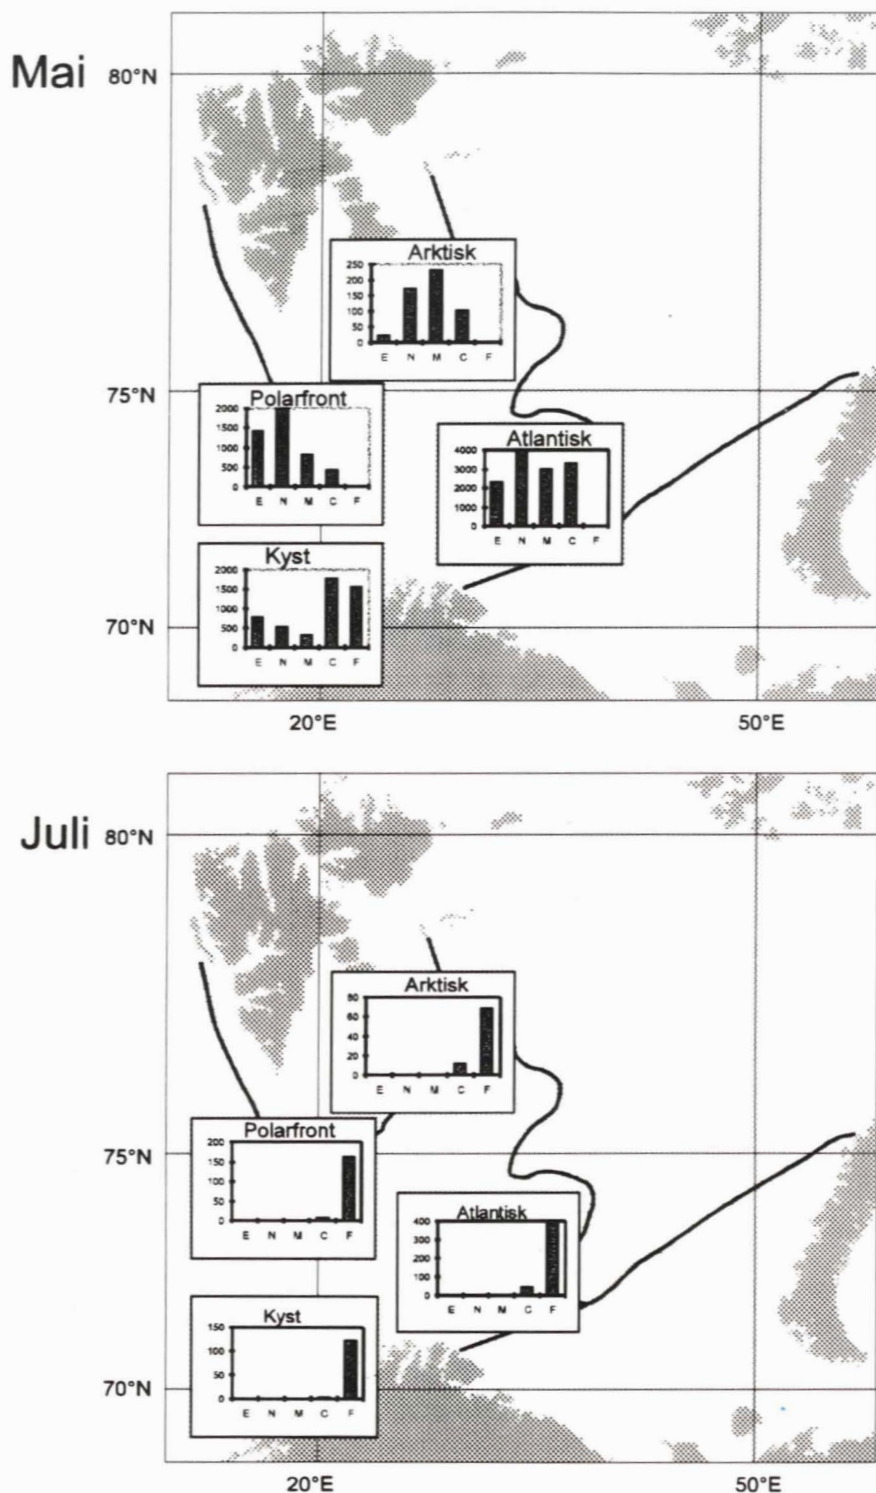 Mai
80°N
Arktisk
250
200
150
100
50
0
E N M C F
75°N
Polarfront
2000
1500
1000
500
0
E N M C F
Atlantisk
4000
3000
2000
1000
0
E N M C F
Kyst
2000
1500
1000
500
0
E N M C F
70°N
20°E 50°E
Juli
80°N
Arktisk
80
60
40
20
0
E N M C F
Polarfront
200
150
100
50
0
E N M C F
75°N
Atlantisk
400
300
200
100
0
E N M C F
Kyst
150
100
50
0
E N M C F
70°N
20°E 50°E